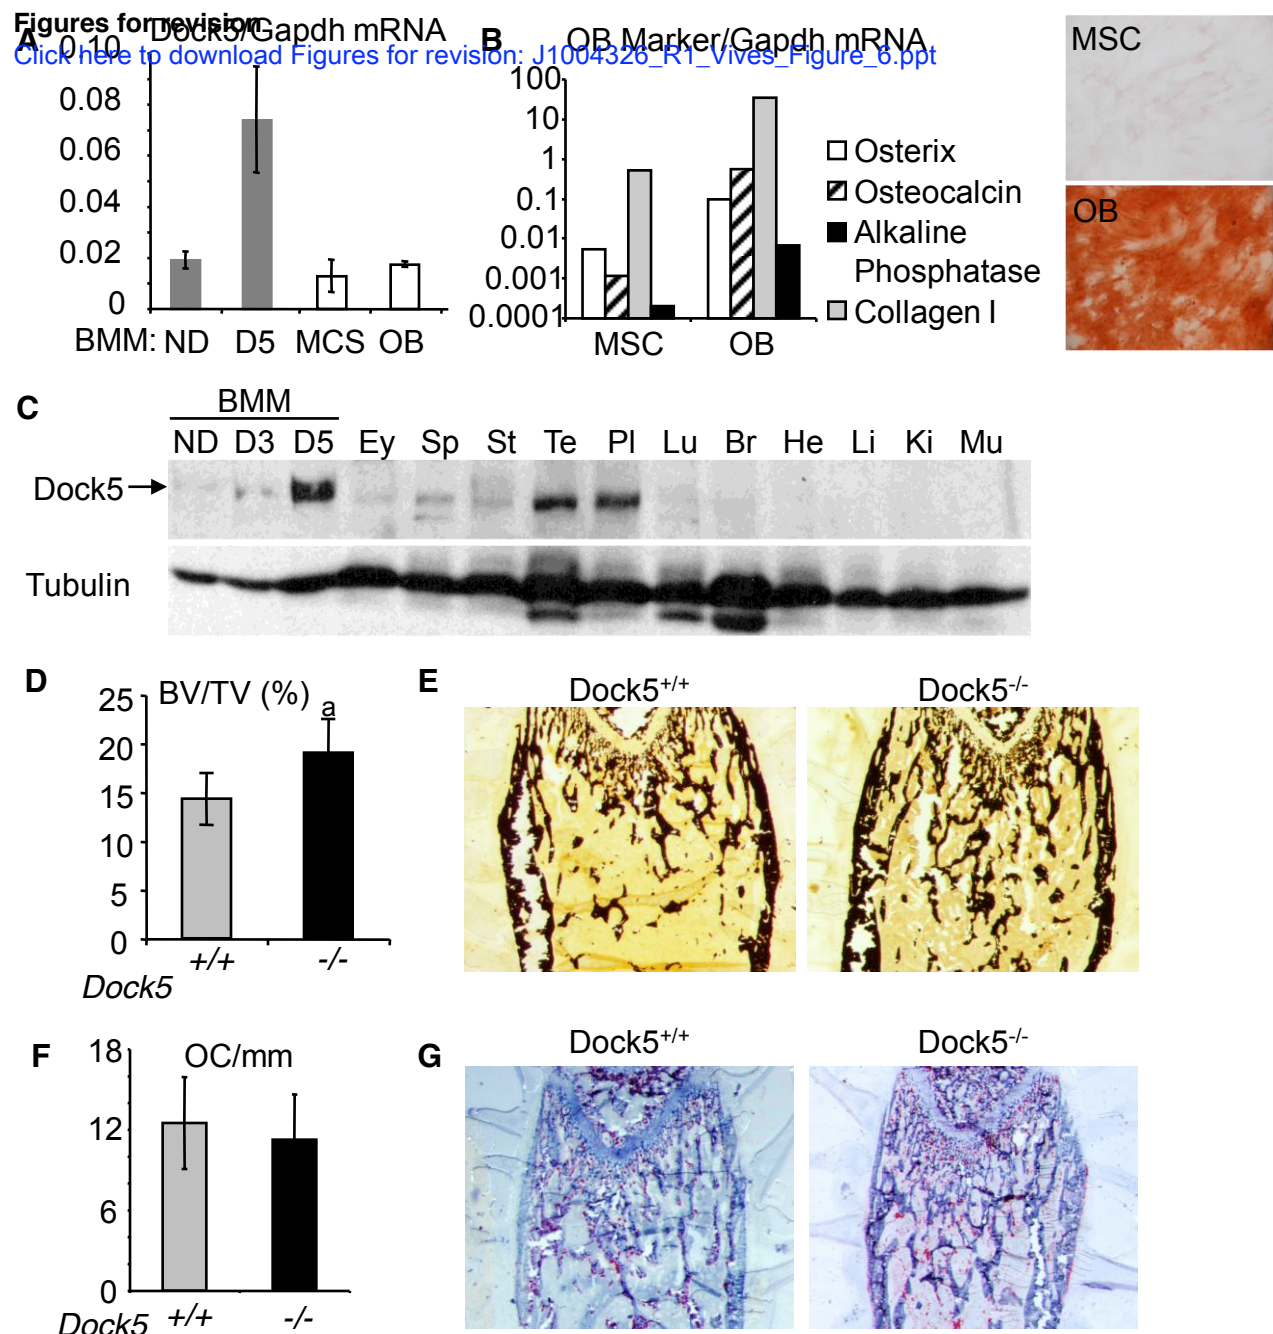 Figures for revision
Click here to download Figures for revision: J1004326_R1_Vives_Figure_6.ppt
A
Dock5/Gapdh mRNA
0.10
0.08
0.06
0.04
0.02
0
BMM: ND D5 MCS OB
B
OB Marker/Gapdh mRNA
100
10
1
0.1
0.01
0.001
0.0001
MSC OB
Osterix
Osteocalcin
Alkaline
Phosphatase
Collagen I
MSC
OB
C
BMM
ND D3 D5 Ey Sp St Te Pl Lu Br He Li Ki Mu
Dock5
Tubulin
D
BV/TV (%)
a
25
20
15
10
5
0
+/+ -/-
Dock5
E
Dock5+/+ Dock5-/-
F
OC/mm
18
12
6
0
Dock5 +/+ -/-
G
Dock5+/+ Dock5-/-